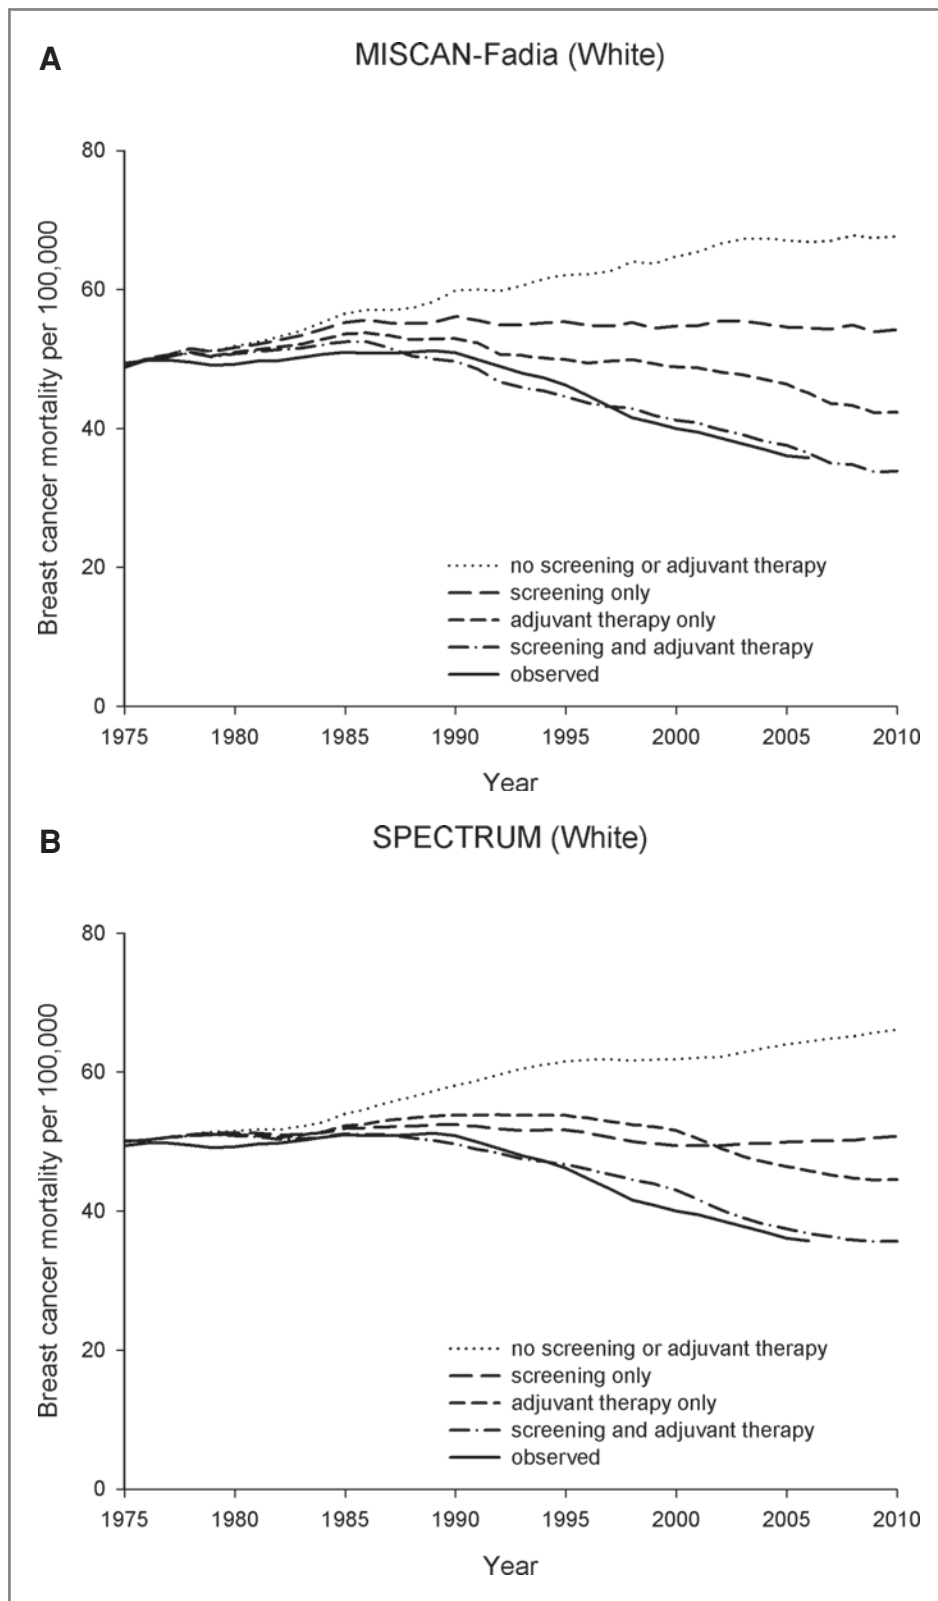 A
MISCAN-Fadia (White)
Breast cancer mortality per 100,000
80
60
40
20
0
no screening or adjuvant therapy
screening only
adjuvant therapy only
screening and adjuvant therapy
observed
1975 1980 1985 1990 1995 2000 2005 2010
Year
B
SPECTRUM (White)
Breast cancer mortality per 100,000
80
60
40
20
0
no screening or adjuvant therapy
screening only
adjuvant therapy only
screening and adjuvant therapy
observed
1975 1980 1985 1990 1995 2000 2005 2010
Year